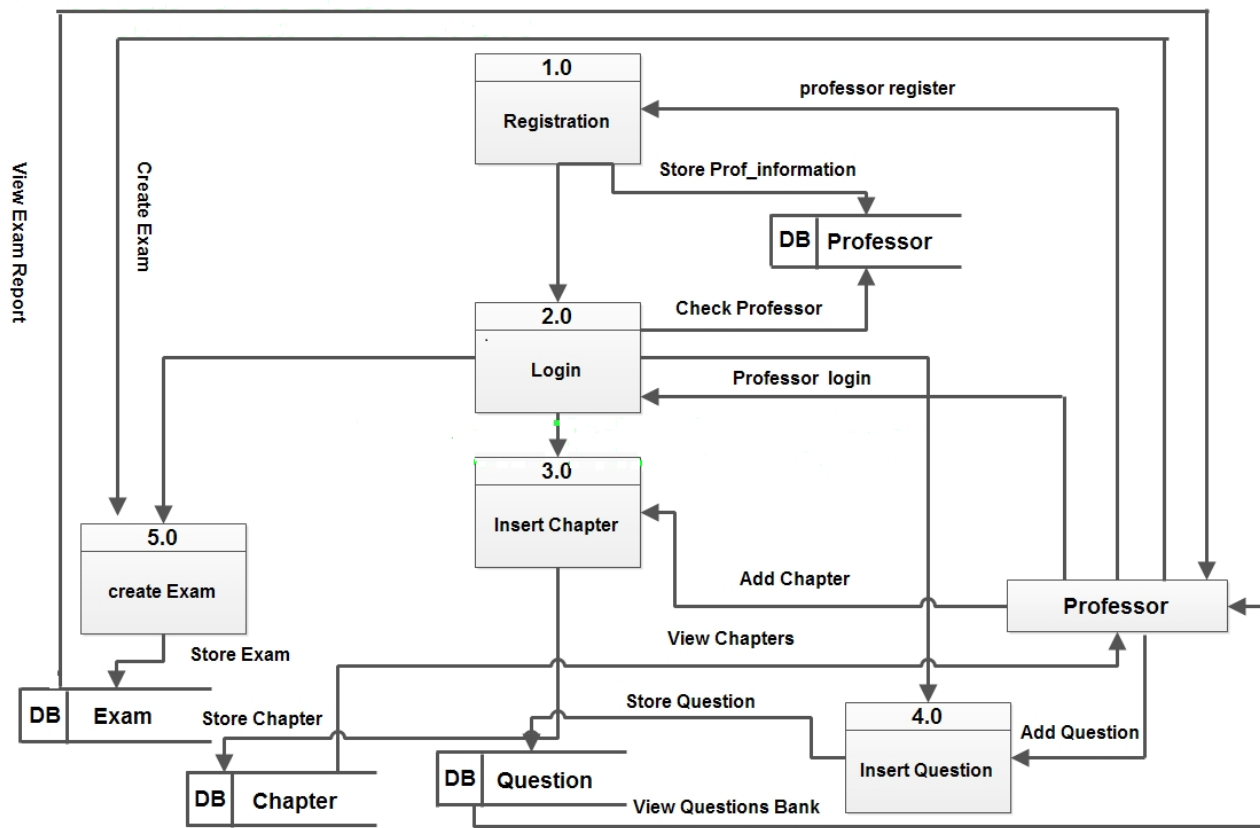 1.0
Registration
professor register
Store Prof_information
DB Professor
View Exam Report
Create Exam
Check Professor
2.0
Login
Professor login
3.0
Insert Chapter
5.0
create Exam
Add Chapter
Professor
View Chapters
Store Exam
DB Exam
Store Chapter
Store Question
4.0
Insert Question
Add Question
DB Chapter
DB Question
View Questions Bank